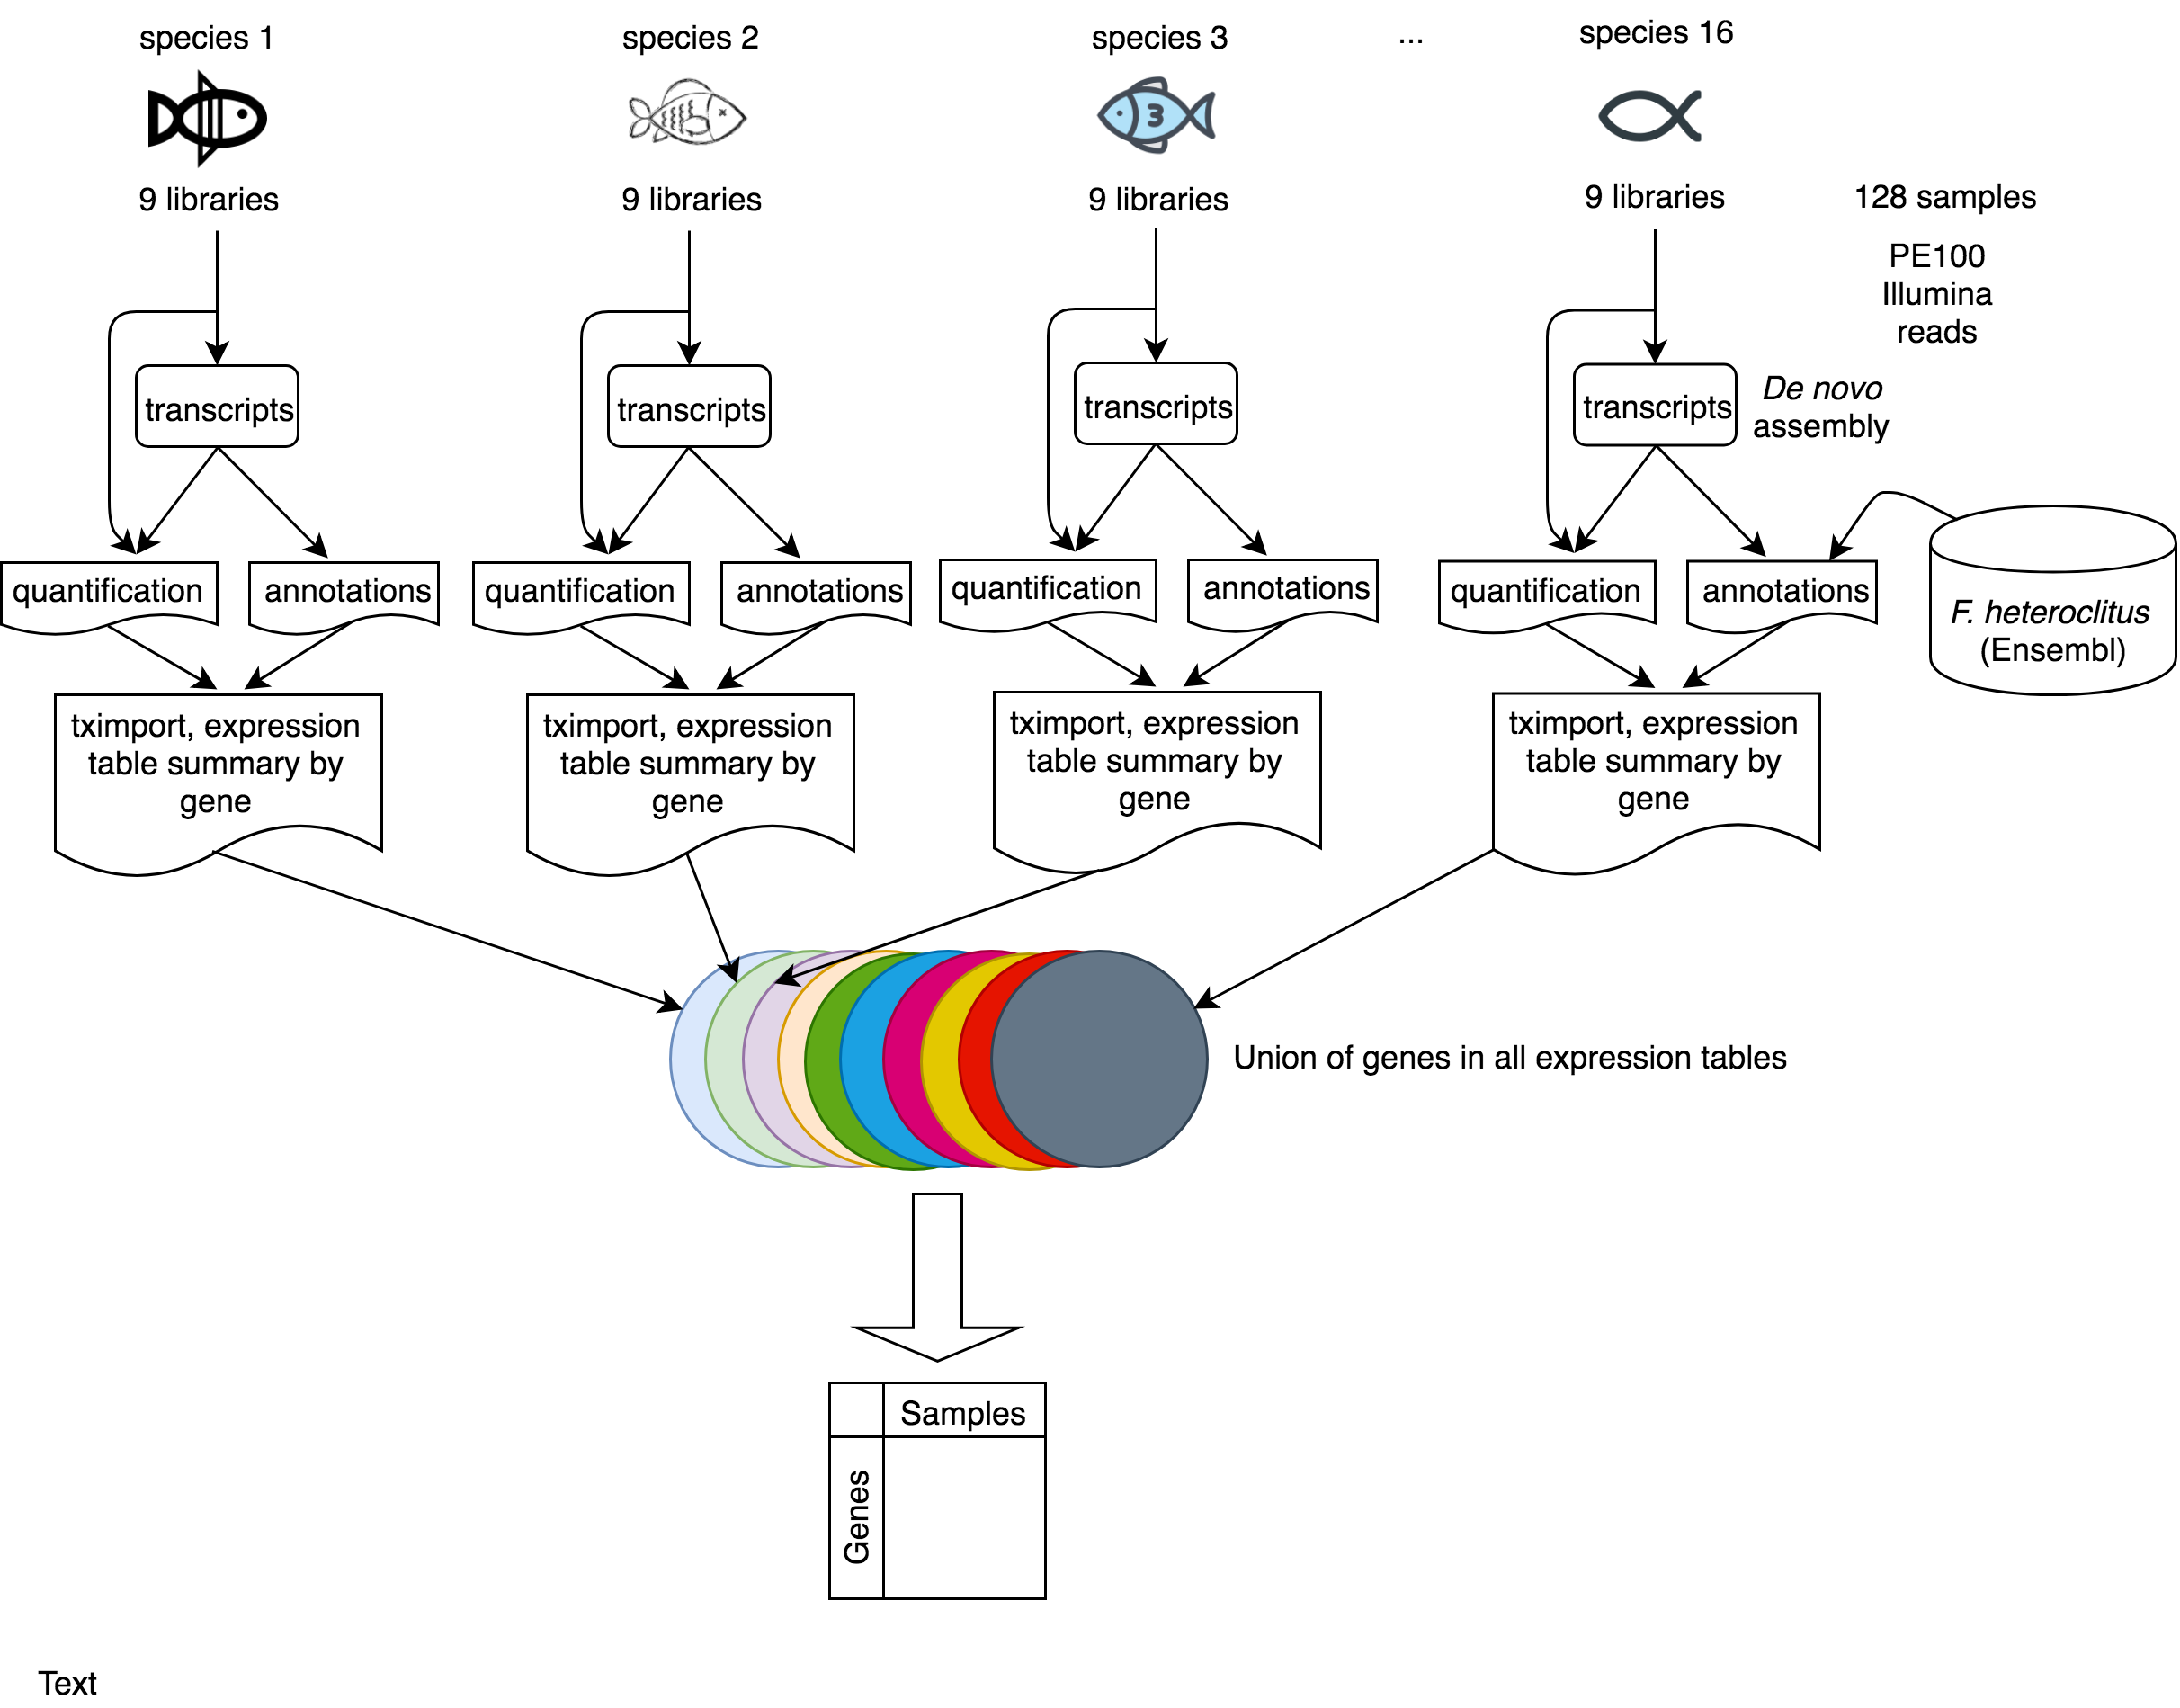 species 1
species 2
species 3
...
species 16
3
9 libraries
9 libraries
9 libraries
9 libraries
128 samples
PE100
Illumina
reads
transcripts
transcripts
transcripts
transcripts
De novo
assembly
quantification
annotations
quantification
annotations
quantification
annotations
quantification
annotations
F. heteroclitus
(Ensembl)
tximport, expression
table summary by
gene
tximport, expression
table summary by
gene
tximport, expression
table summary by
gene
tximport, expression
table summary by
gene
Union of genes in all expression tables
Samples
Genes
Text